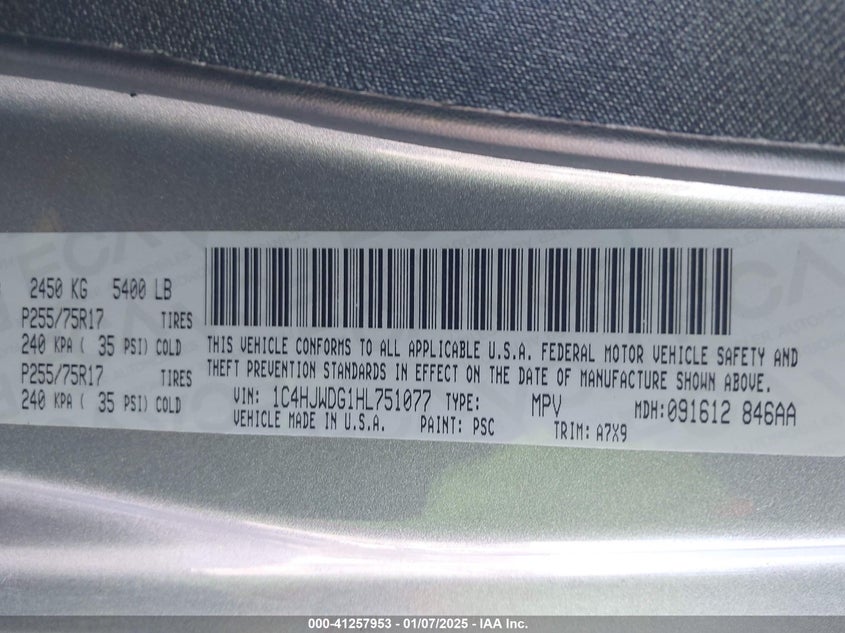 2450 KG 5400 LB
P255/75R17 TIRES
240 KPA ( 35 PSI) COLD
P255/75R17 TIRES
240 KPA ( 35 PSI) COLD
THIS VEHICLE CONFORMS TO ALL APPLICABLE U.S.A. FEDERAL MOTOR VEHICLE SAFETY AND
THEFT PREVENTION STANDARDS IN EFFECT ON THE DATE OF MANUFACTURE SHOWN ABOVE.
VIN: 1C4HJWDG1HL751077 TYPE: MPV MDH:091612 846AA
VEHICLE MADE IN U.S.A. PAINT: PSC TRIM: A7X9
000-41257953 - 01/07/2025 - IAA Inc.